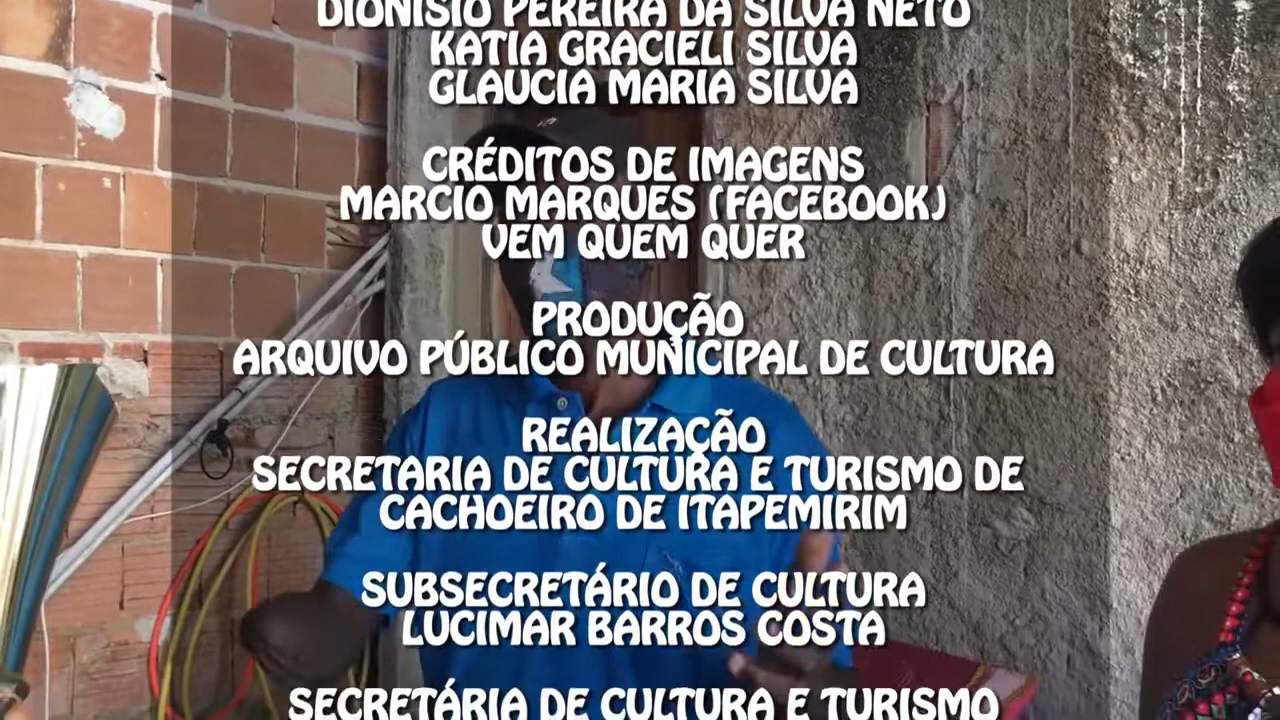 DIONISIO PEREIRA DA SILVA NETO
KATIA GRACIELI SILVA
GLAUCIA MARIA SILVA
CRÉDITOS DE IMAGENS
MARCIO MARQUES (FACEBOOK)
VEM QUEM QUER
PRODUÇÃO
ARQUIVO PÚBLICO MUNICIPAL DE CULTURA
REALIZAÇÃO
SECRETARIA DE CULTURA E TURISMO DE
CACHOEIRO DE ITAPEMIRIM
SUBSECRETÁRIO DE CULTURA
LUCIMAR BARROS COSTA
SECRETÁRIA DE CULTURA E TURISMO